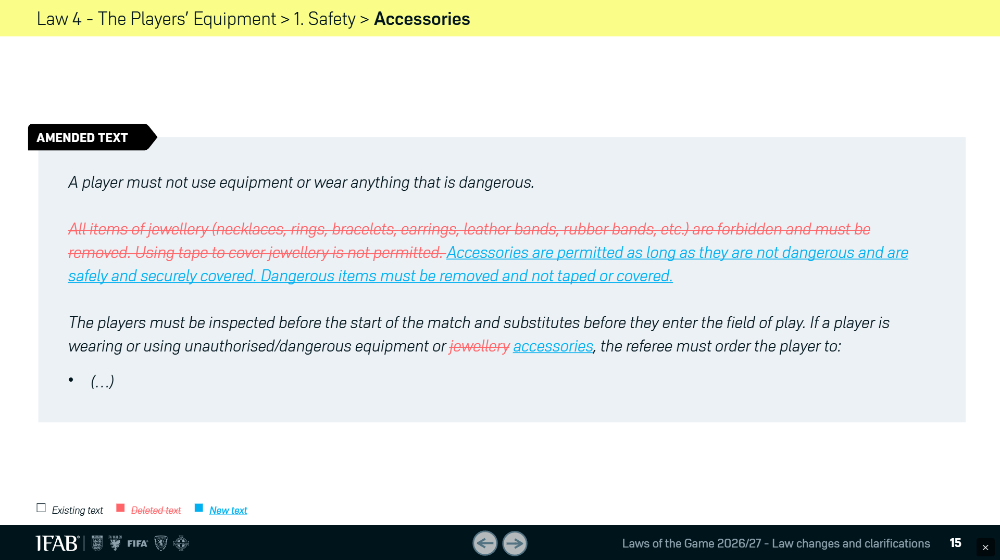 Law 4 - The Players’ Equipment > 1. Safety > Accessories
AMENDED TEXT
A player must not use equipment or wear anything that is dangerous.
All items of jewellery (necklaces, rings, bracelets, earrings, leather bands, rubber bands, etc.) are forbidden and must be
removed. Using tape to cover jewellery is not permitted. Accessories are permitted as long as they are not dangerous and are
safely and securely covered. Dangerous items must be removed and not taped or covered.
The players must be inspected before the start of the match and substitutes before they enter the field of play. If a player is
wearing or using unauthorised/dangerous equipment or jewellery accessories, the referee must order the player to:
• (…)
Existing text Deleted text New text
IFAB® FA WALES FIFA® Laws of the Game 2026/27 - Law changes and clarifications 15